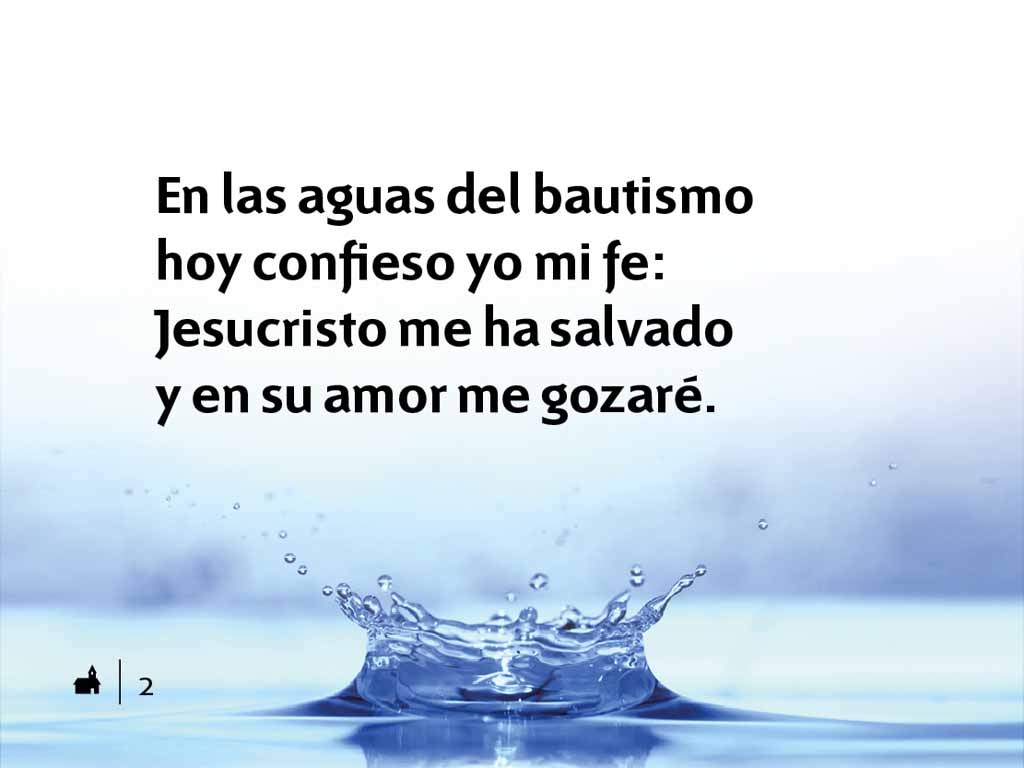 En las aguas del bautismo
hoy confieso yo mi fe:
Jesucristo me ha salvado
y en su amor me gozaré.
2